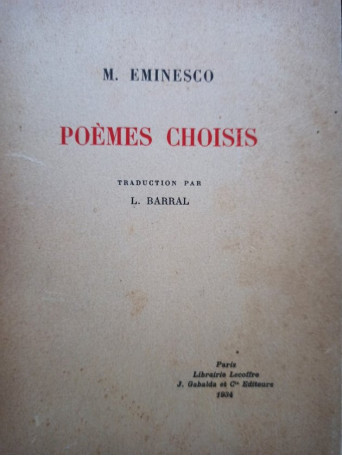 M. EMINESCO
POÈMES CHOISIS
TRADUCTION PAR
L. BARRAL
Paris
Librairie Lecoffre
J. Gabalda et Cie Editeurs
1934